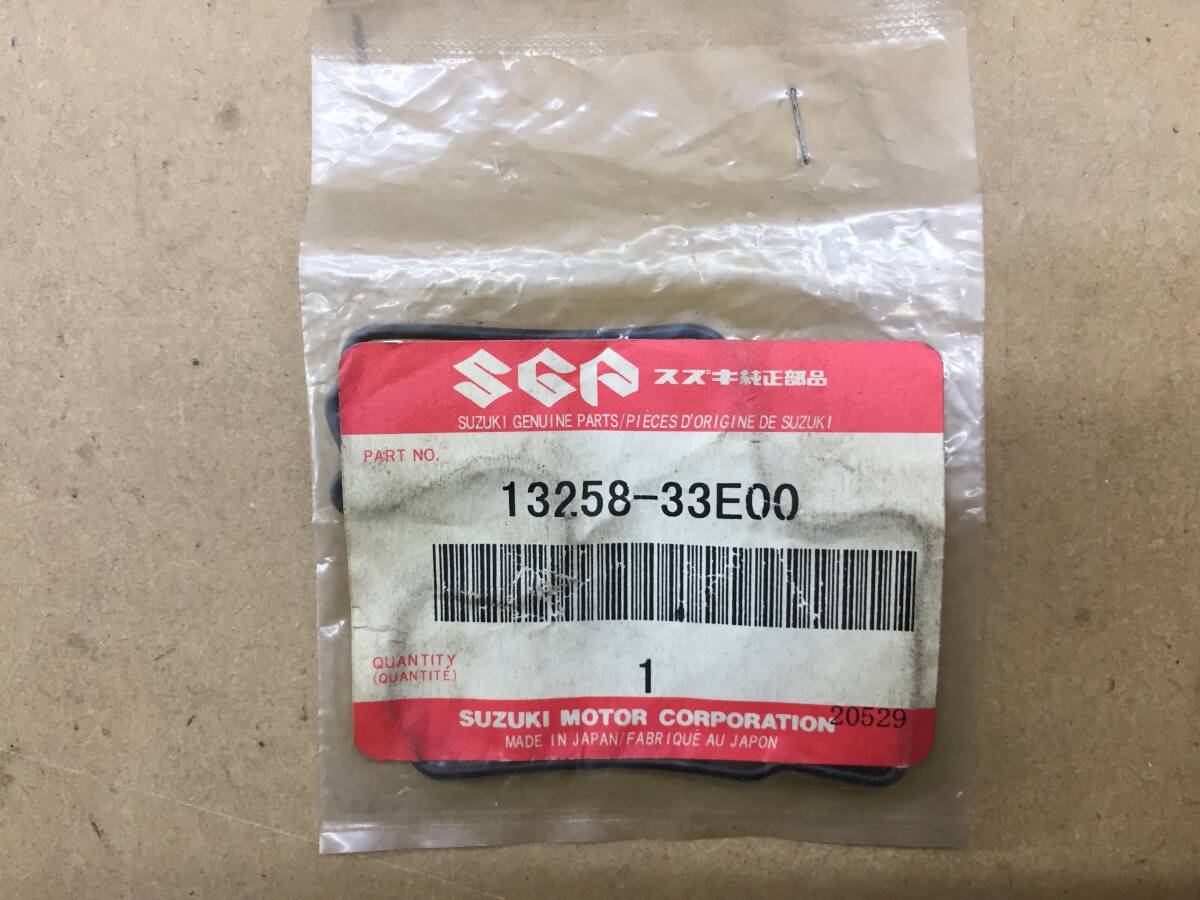 SGP スズキ純正部品
SUZUKI GENUINE PARTS/PIÈCES D'ORIGINE DE SUZUKI
PART NO.
13258-33E00
QUANTITY
(QUANTITÉ)
1
SUZUKI MOTOR CORPORATION 20529
MADE IN JAPAN/FABRIQUÉ AU JAPON